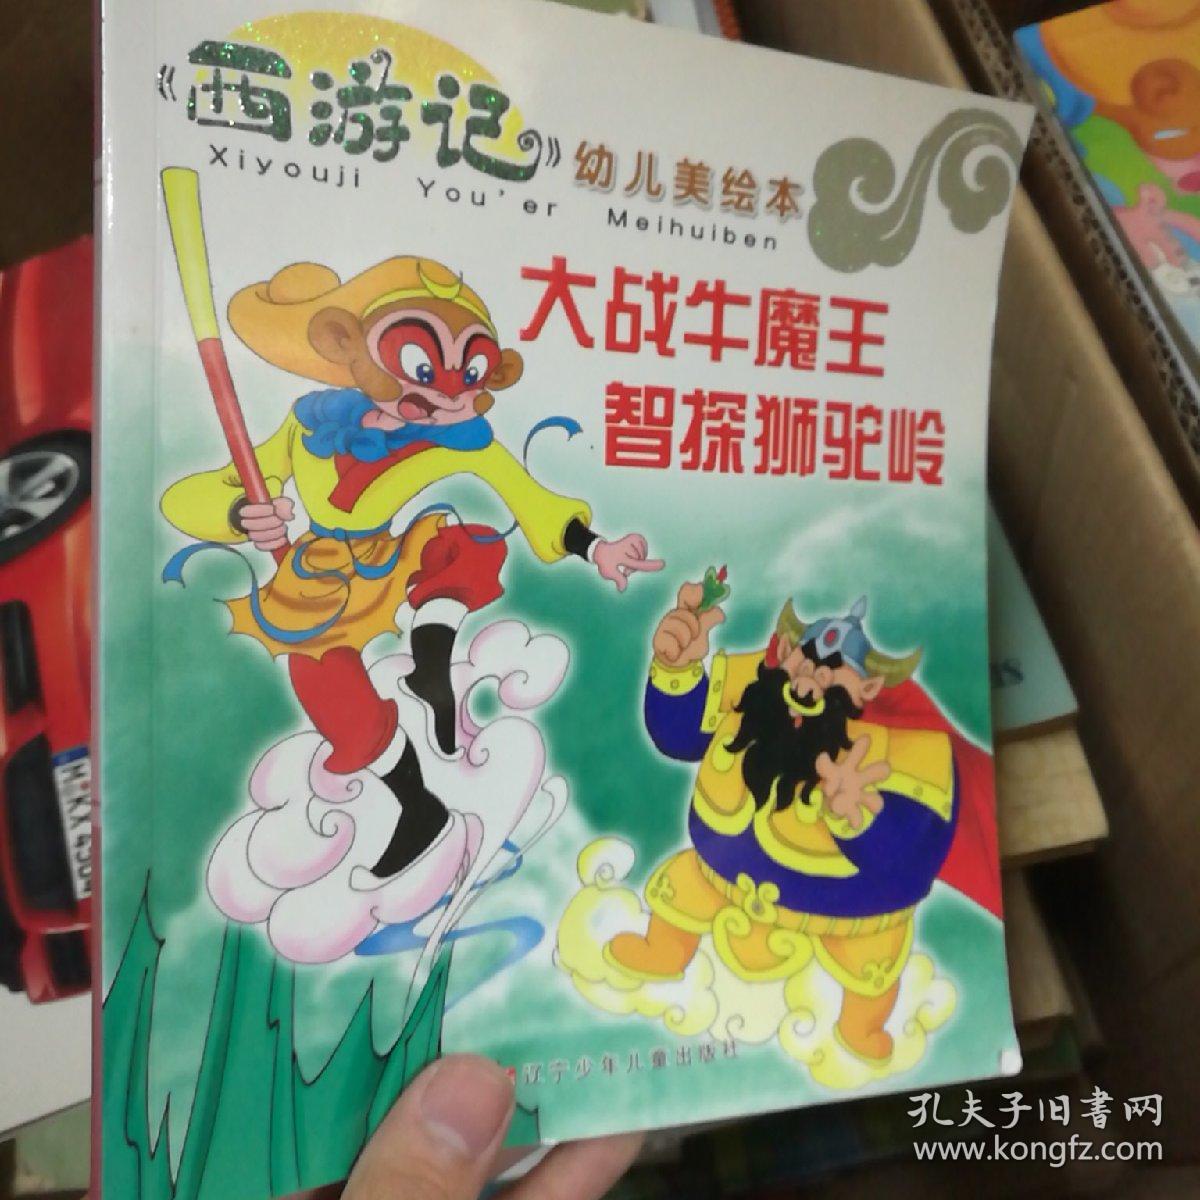 《西游记》幼儿美绘本
Xiyouji You'er Meihuiben
大战牛魔王
智探狮驼岭
辽宁少年儿童出版社
孔夫子旧書网
www.kongfz.com